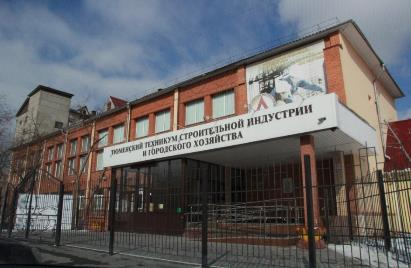 ТЮМЕНСКИЙ ТЕХНИКУМ СТРОИТЕЛЬНОЙ ИНДУСТРИИ
И ГОРОДСКОГО ХОЗЯЙСТВА